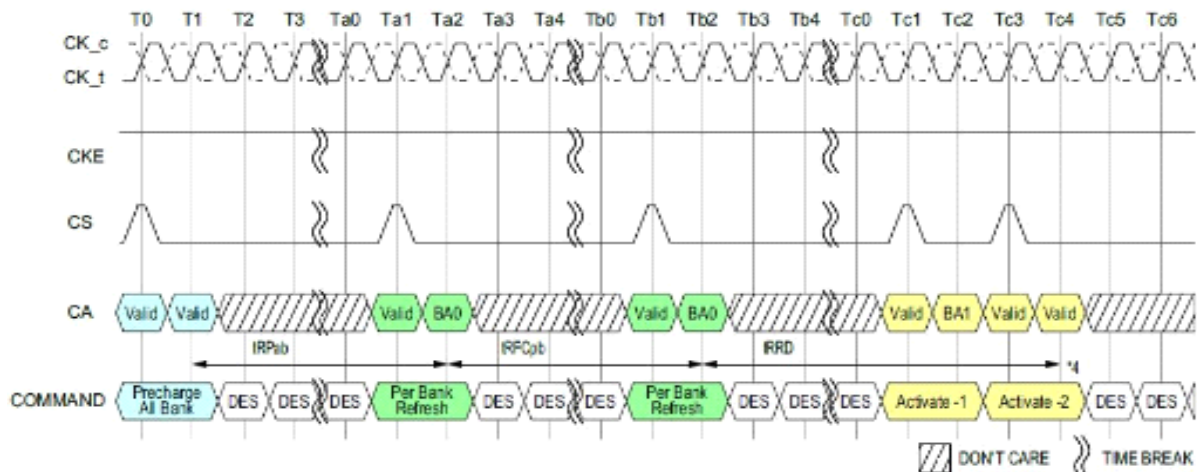 T0 T1 T2 T3 Ta0 Ta1 Ta2 Ta3 Ta4 Tb0 Tb1 Tb2 Tb3 Tb4 Tc0 Tc1 Tc2 Tc3 Tc4 Tc5 Tc6
CK_c
CK_t
CKE
CS
CA Valid Valid Valid BA0 Valid BA0 Valid BA1 Valid Valid
tRPab tRFCpb tRRD *4
COMMAND Precharge All Bank DES DES DES Per Bank Refresh DES DES DES Per Bank Refresh DES DES DES Activate -1 Activate -2 DES DES
DON'T CARE TIME BREAK